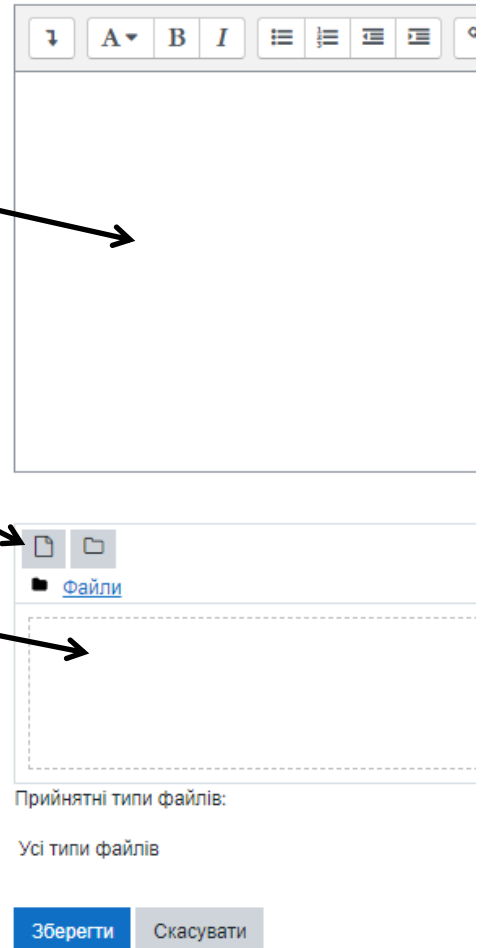 A B I
Файли
Прийнятні типи файлів:
Усі типи файлів
Зберегти Скасувати